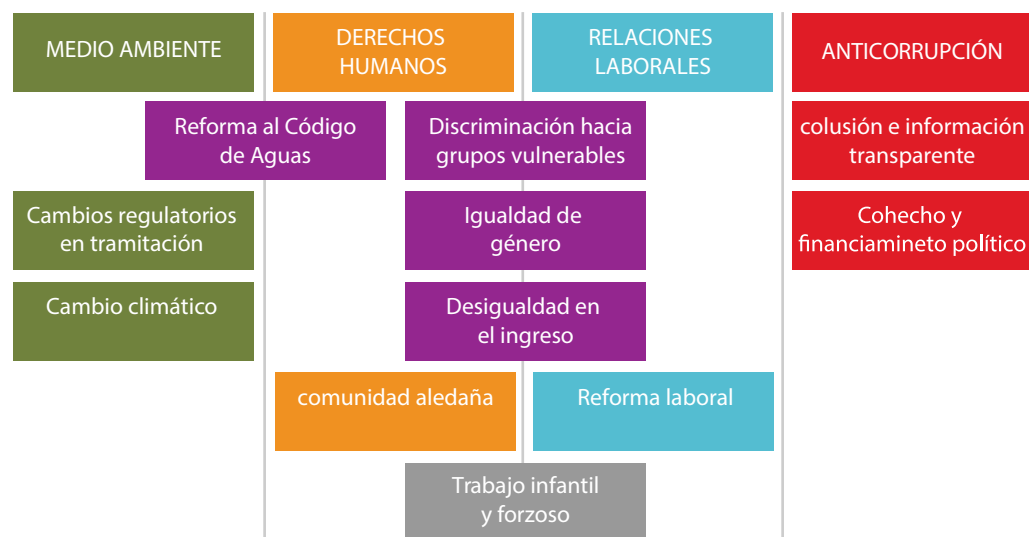 MEDIO AMBIENTE
DERECHOS
HUMANOS
RELACIONES
LABORALES
ANTICORRUPCIÓN
Reforma al Código
de Aguas
Discriminación hacia
grupos vulnerables
colusión e información
transparente
Cambios regulatorios
en tramitación
Igualdad de
género
Cohecho y
financiamineto político
Cambio climático
Desigualdad en
el ingreso
comunidad aledaña
Reforma laboral
Trabajo infantil
y forzoso